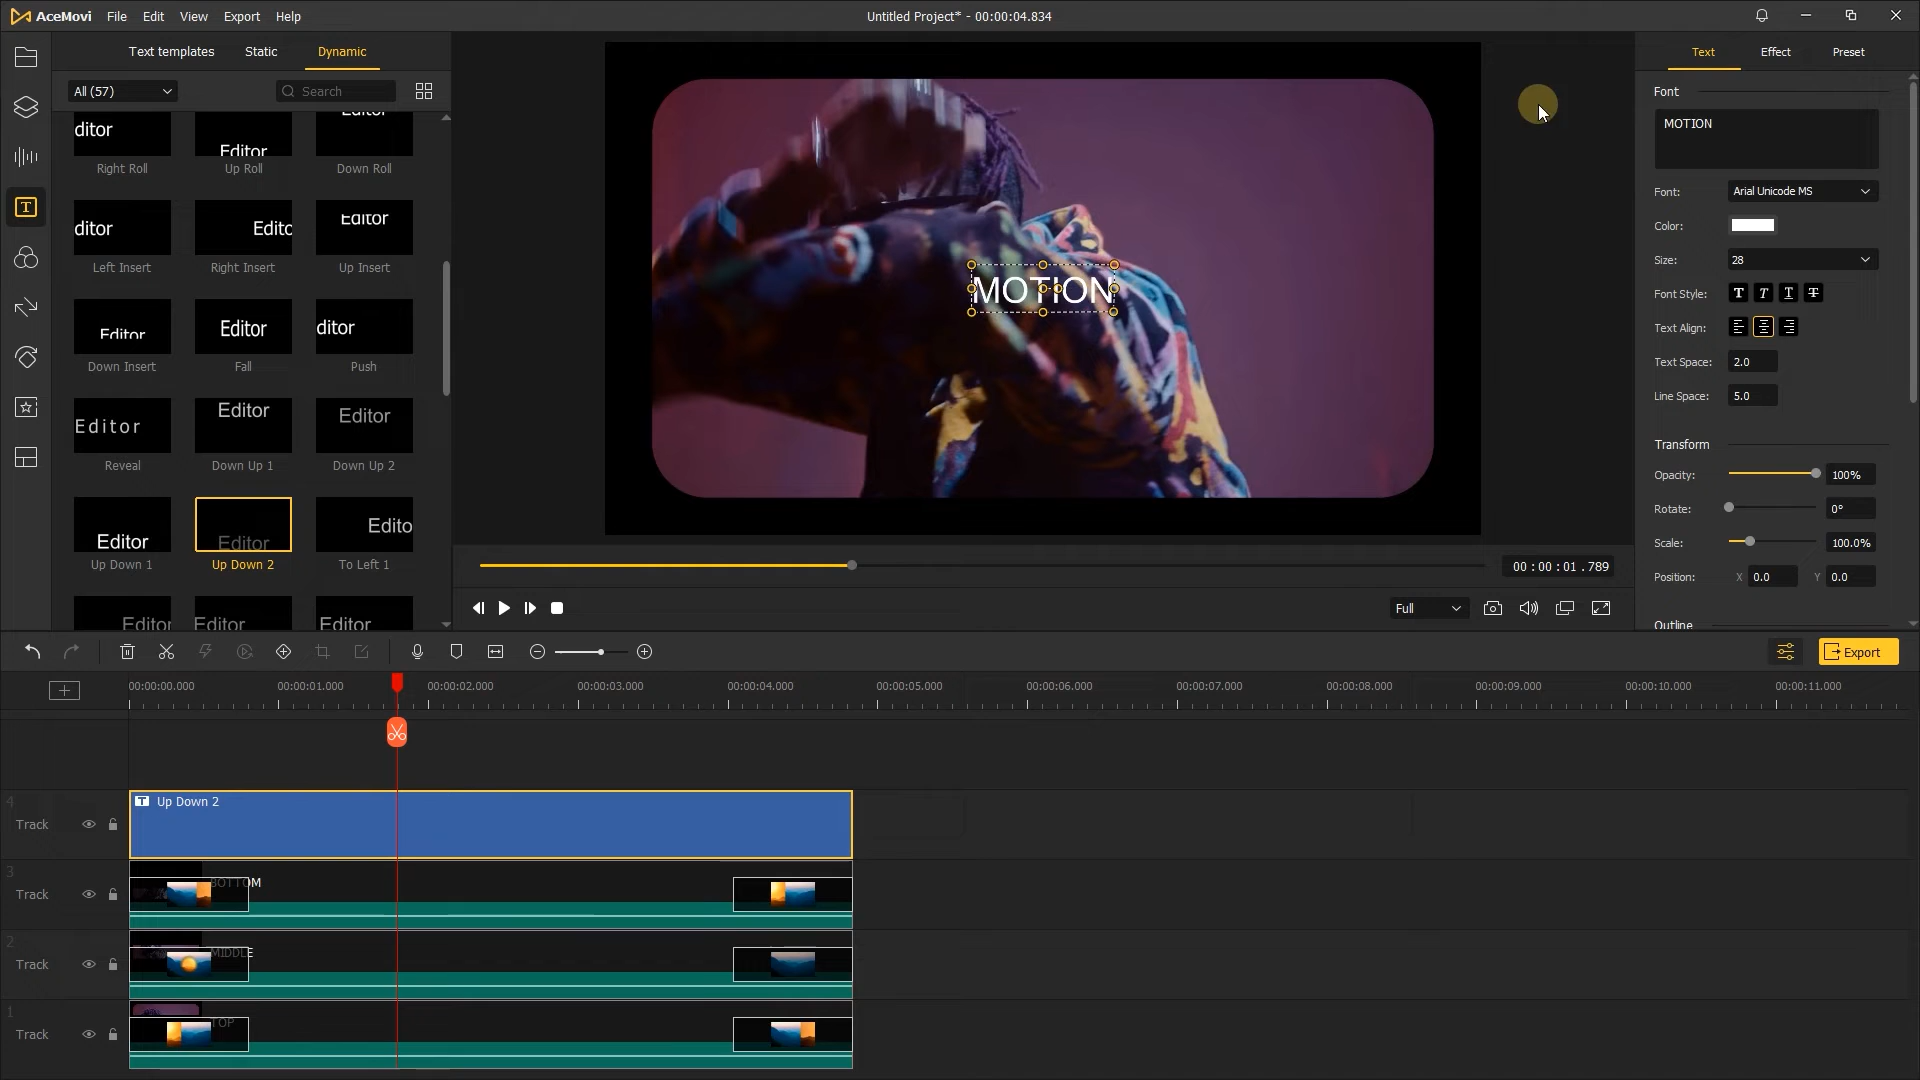 AceMovi File Edit View Export Help
Untitled Project* - 00:00:04.834
Text templates Static Dynamic
All (57) Search
ditor Editor Editor
Right Roll Up Roll Down Roll
ditor Edito Editor
Left Insert Right Insert Up Insert
Editor Editor ditor
Down Insert Fall Push
Editor Editor Editor
Reveal Down Up 1 Down Up 2
Editor Editor Edito
Up Down 1 Up Down 2 To Left 1
Editor Editor Editor
MOTION
00 : 00 : 01 . 789
Full
Text Effect Preset
Font
MOTION
Font: Arial Unicode MS
Color:
Size: 28
Font Style: T T T T
Text Align:
Text Space: 2.0
Line Space: 5.0
Transform
Opacity: 100%
Rotate: 0°
Scale: 100.0%
Position: X 0.0 Y 0.0
Outline
Export
00:00:00.000 00:00:01.000 00:00:02.000 00:00:03.000 00:00:04.000 00:00:05.000 00:00:06.000 00:00:07.000 00:00:08.000 00:00:09.000 00:00:10.000 00:00:11.000
4
T Up Down 2
Track
3
BOTTOM
Track
2
MIDDLE
Track
1
TOP
Track